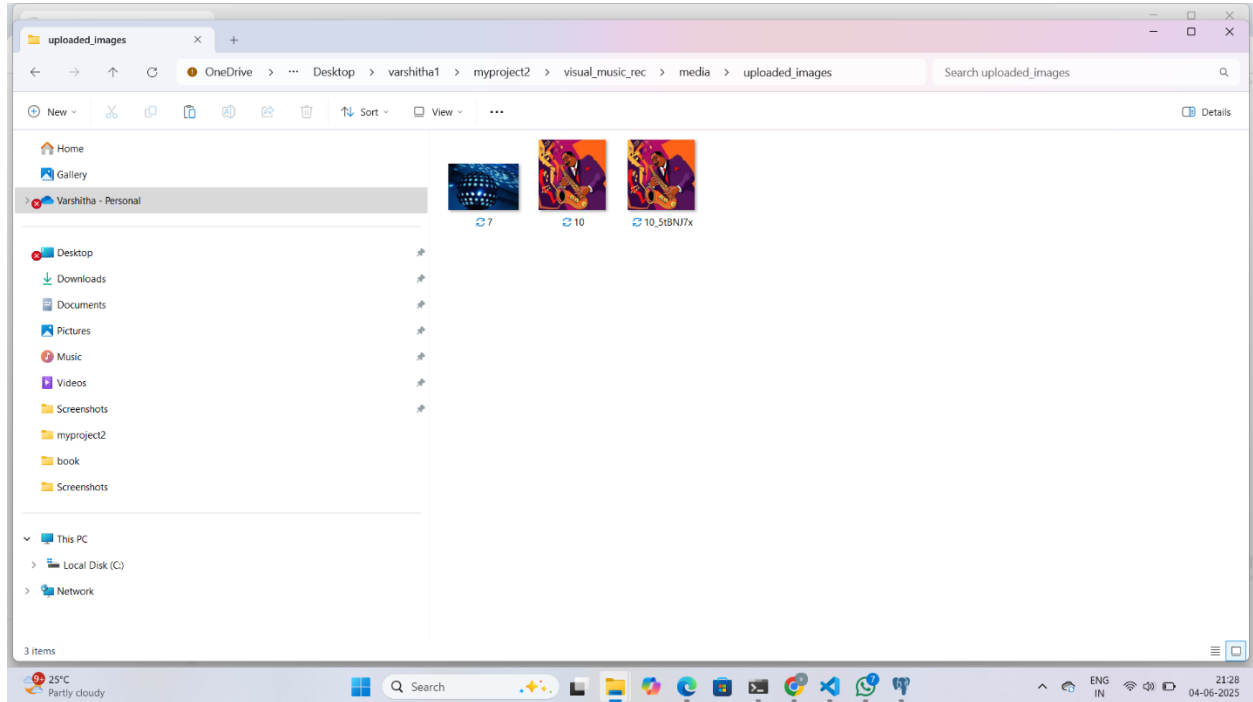 uploaded_images
OneDrive > ··· Desktop > varshitha1 > myproject2 > visual_music_rec > media > uploaded_images
Search uploaded_images
New
Sort
View
···
Details
Home
Gallery
Varshitha - Personal
Desktop
Downloads
Documents
Pictures
Music
Videos
Screenshots
myproject2
book
Screenshots
This PC
Local Disk (C:)
Network
7
10
10_5tBNJ7x
3 items
9+
25°C
Partly cloudy
Search
7
ENG
IN
21:28
04-06-2025